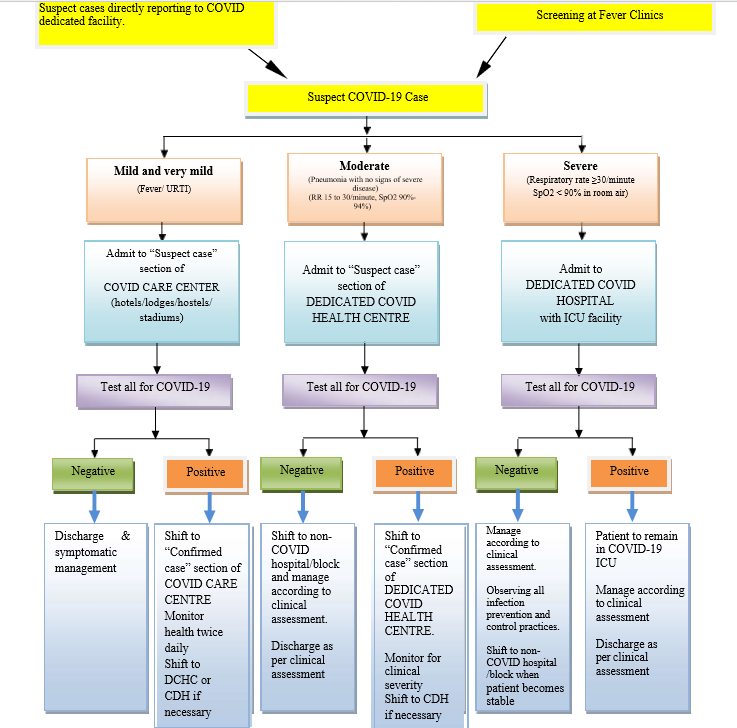 Suspect cases directly reporting to COVID
dedicated facility.
Screening at Fever Clinics
Suspect COVID-19 Case
Mild and very mild
(Fever/ URTI)
Moderate
(Pneumonia with no signs of severe
disease)
(RR 15 to 30/minute, SpO2 90%-
94%)
Severe
(Respiratory rate ≥30/minute
SpO2 < 90% in room air)
Admit to “Suspect case”
section of
COVID CARE CENTER
(hotels/lodges/hostels/
stadiums)
Admit to “Suspect case”
section of
DEDICATED COVID
HEALTH CENTRE
Admit to
DEDICATED COVID
HOSPITAL
with ICU facility
Test all for COVID-19
Test all for COVID-19
Test all for COVID-19
Negative
Positive
Negative
Positive
Negative
Positive
Discharge &
symptomatic
management
Shift to
“Confirmed
case” section of
COVID CARE
CENTRE
Monitor
health twice
daily
Shift to
DCHC or
CDH if
necessary
Shift to non-
COVID
hospital/block
and manage
according to
clinical
assessment.
Discharge as
per clinical
assessment
Shift to
“Confirmed
case” section
of
DEDICATED
COVID
HEALTH
CENTRE.
Monitor for
clinical
severity
Shift to CDH
if necessary
Manage
according to
clinical
assessment.
Observing all
infection
prevention and
control practices.
Shift to non-
COVID hospital
/block when
patient becomes
stable
Patient to remain
in COVID-19
ICU
Manage according
to clinical
assessment
Discharge as
per clinical
assessment